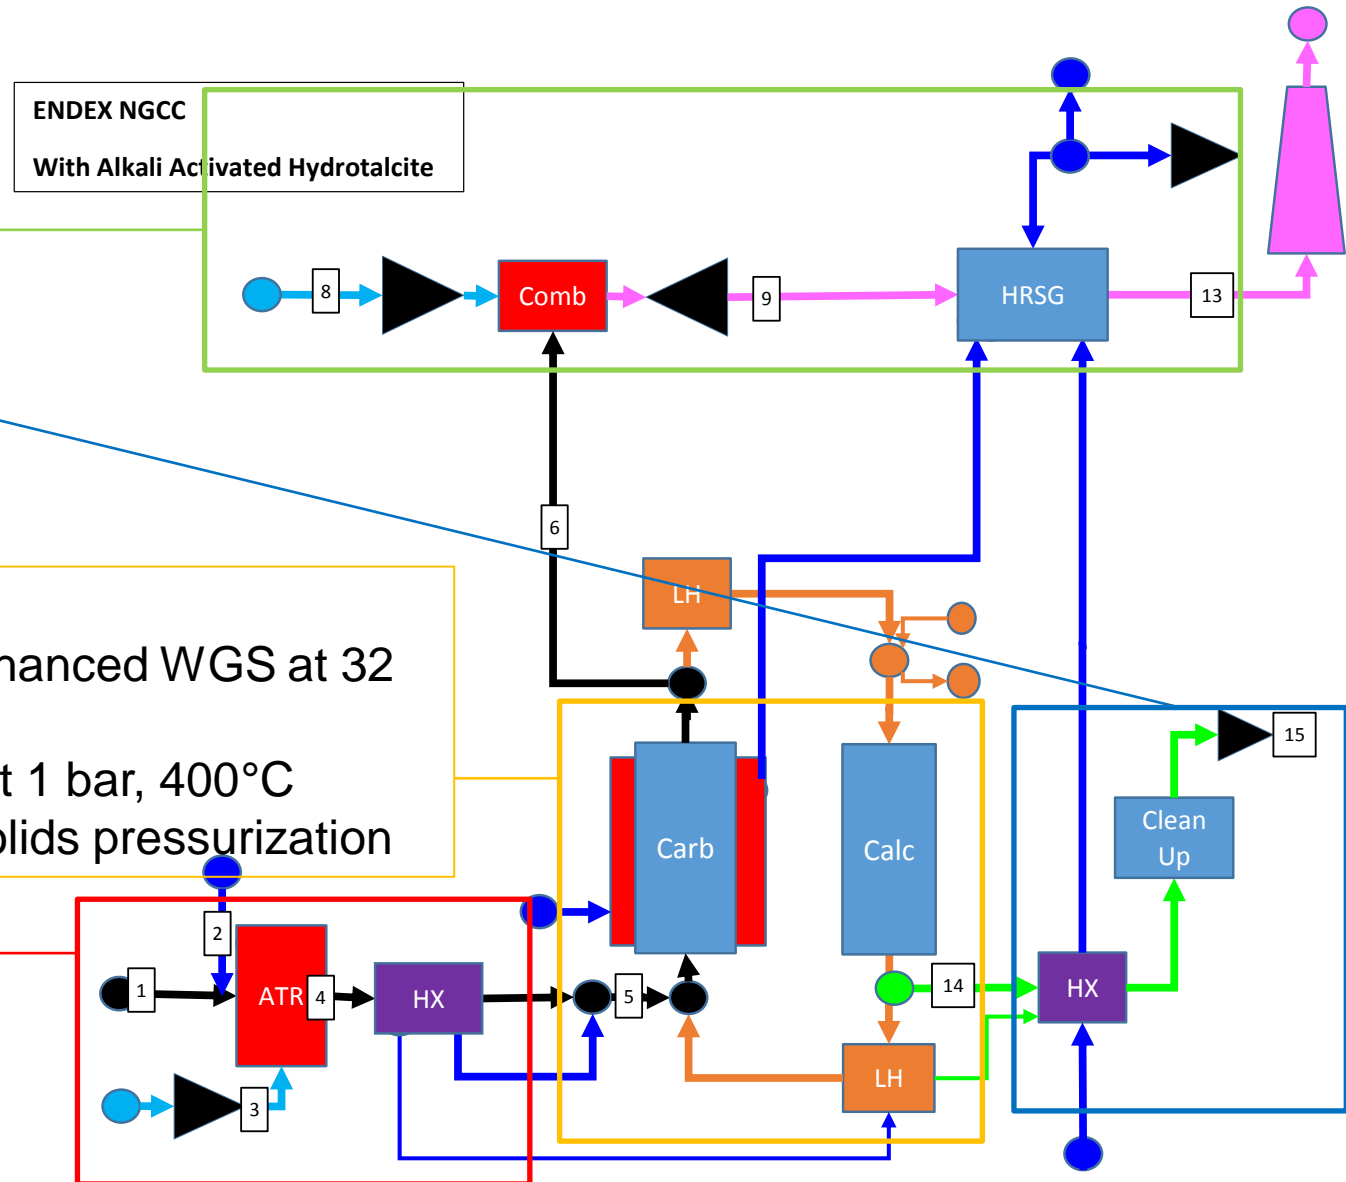 ENDEX NGCC
With Alkali Activated Hydrotalcite
8
Comb
9
HRSG
13
6
LH
hanced WGS at 32
t 1 bar, 400°C
olids pressurization
Carb
Calc
15
Clean
Up
2
1
ATR
4
HX
5
14
HX
3
LH